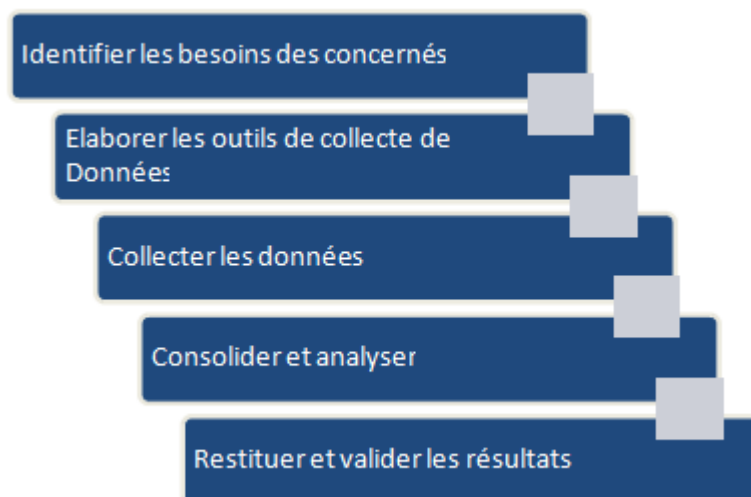 Identifier les besoins des concernés
Elaborer les outils de collecte de
Données
Collecter les données
Consolider et analyser
Restituer et valider les résultats